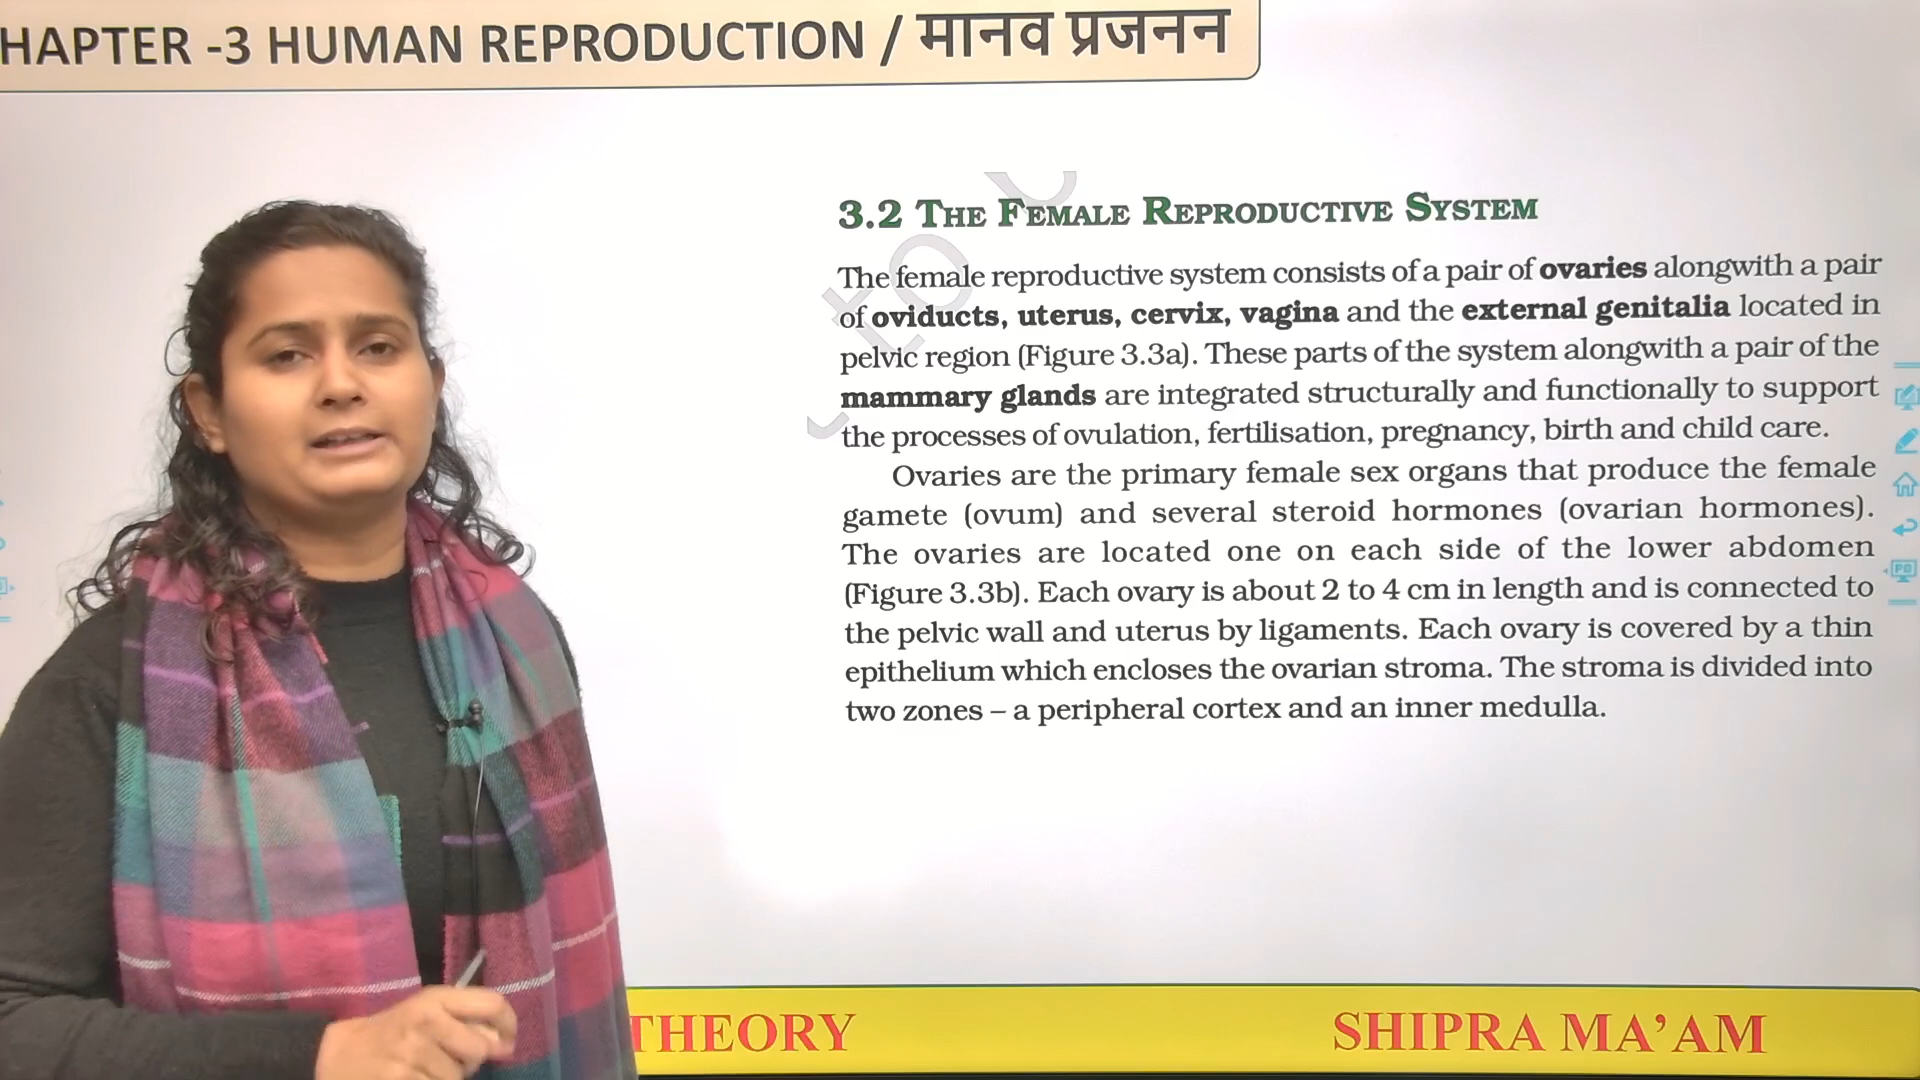 HAPTER -3 HUMAN REPRODUCTION / मानव प्रजनन
3.2 THE FEMALE REPRODUCTIVE SYSTEM
The female reproductive system consists of a pair of ovaries alongwith a pair
of oviducts, uterus, cervix, vagina and the external genitalia located in
pelvic region (Figure 3.3a). These parts of the system alongwith a pair of the
mammary glands are integrated structurally and functionally to support
the processes of ovulation, fertilisation, pregnancy, birth and child care.
Ovaries are the primary female sex organs that produce the female
gamete (ovum) and several steroid hormones (ovarian hormones).
The ovaries are located one on each side of the lower abdomen
(Figure 3.3b). Each ovary is about 2 to 4 cm in length and is connected to
the pelvic wall and uterus by ligaments. Each ovary is covered by a thin
epithelium which encloses the ovarian stroma. The stroma is divided into
two zones – a peripheral cortex and an inner medulla.
THEORY
SHIPRA MA'AM